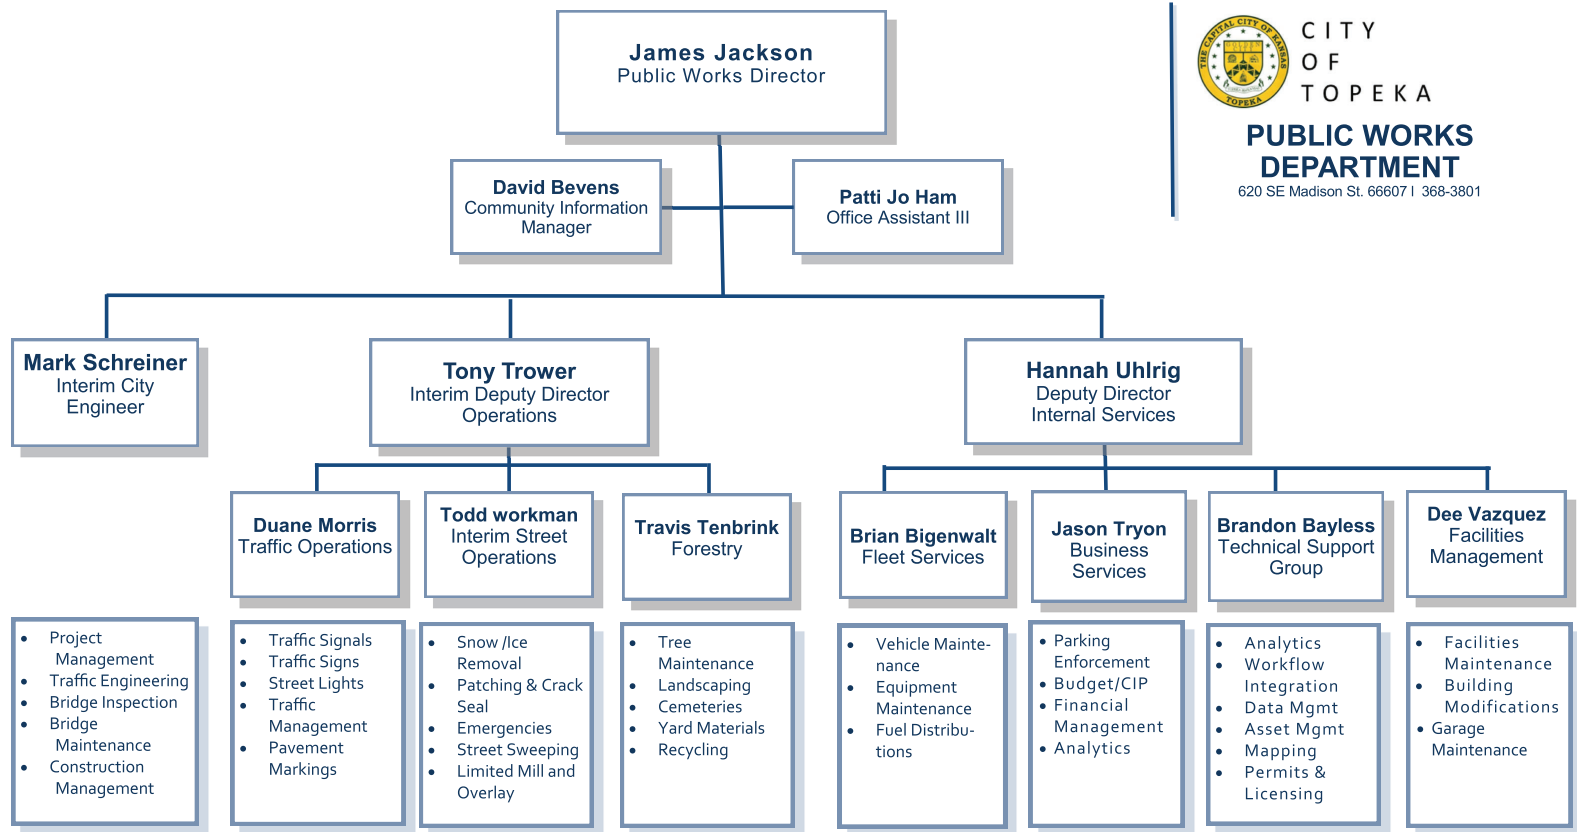 James Jackson
Public Works Director
THE CAPITAL CITY OF KANSAS
TOPEKA
CITY
OF
TOPEKA
PUBLIC WORKS
DEPARTMENT
620 SE Madison St. 66607 l 368-3801
David Bevens
Community Information
Manager
Patti Jo Ham
Office Assistant III
Mark Schreiner
Interim City
Engineer
Tony Trower
Interim Deputy Director
Operations
Hannah Uhlrig
Deputy Director
Internal Services
Duane Morris
Traffic Operations
Todd workman
Interim Street
Operations
Travis Tenbrink
Forestry
Brian Bigenwalt
Fleet Services
Jason Tryon
Business
Services
Brandon Bayless
Technical Support
Group
Dee Vazquez
Facilities
Management
• Project
Management
• Traffic Engineering
• Bridge Inspection
• Bridge
Maintenance
• Construction
Management
• Traffic Signals
• Traffic Signs
• Street Lights
• Traffic
Management
• Pavement
Markings
• Snow /Ice
Removal
• Patching & Crack
Seal
• Emergencies
• Street Sweeping
• Limited Mill and
Overlay
• Tree
Maintenance
• Landscaping
• Cemeteries
• Yard Materials
• Recycling
• Vehicle Mainte-
nance
• Equipment
Maintenance
• Fuel Distribu-
tions
• Parking
Enforcement
• Budget/CIP
• Financial
Management
• Analytics
• Analytics
• Workflow
Integration
• Data Mgmt
• Asset Mgmt
• Mapping
• Permits &
Licensing
• Facilities
Maintenance
• Building
Modifications
• Garage
Maintenance